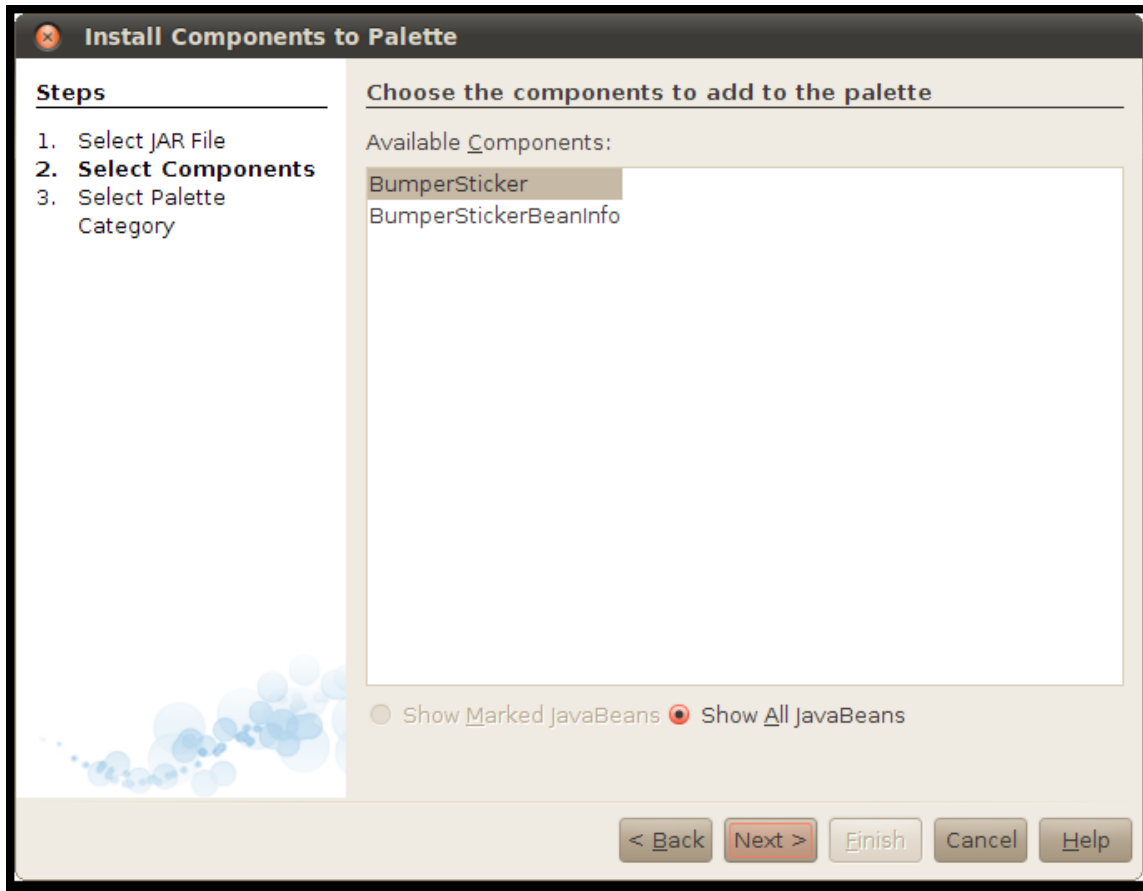 Install Components to Palette
Steps
1. Select JAR File
2. Select Components
3. Select Palette
Category
Choose the components to add to the palette
Available Components:
BumperSticker
BumperStickerBeanInfo
Show Marked JavaBeans Show All JavaBeans
< Back Next > Finish Cancel Help